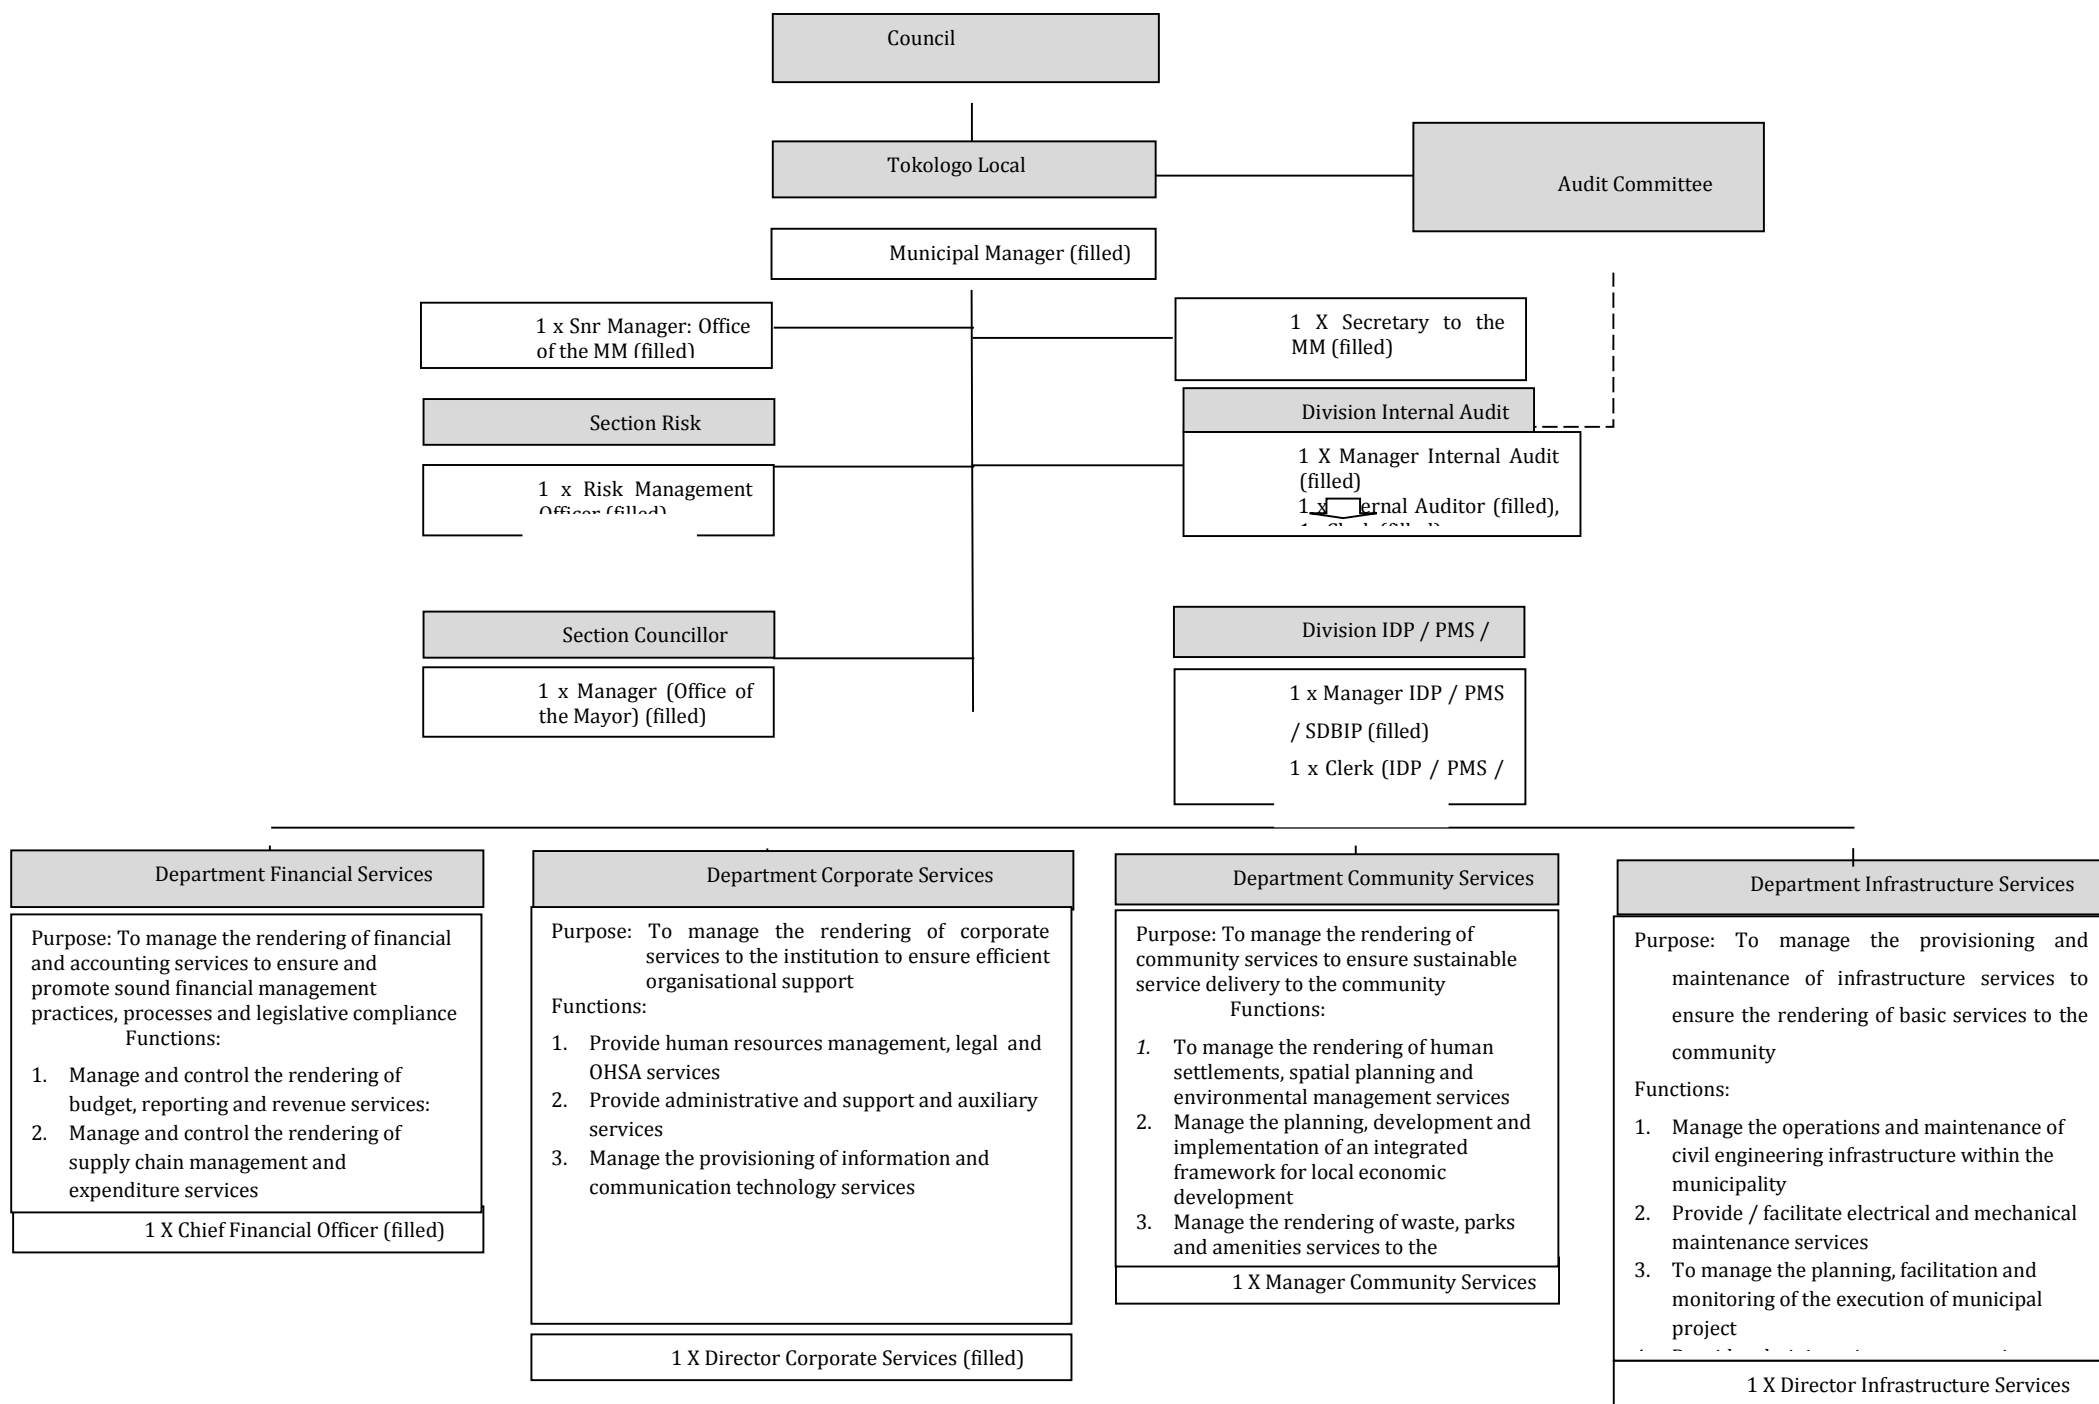 Council
Tokologo Local
Audit Committee
Municipal Manager (filled)
1 x Snr Manager: Office
of the MM (filled)
1 X Secretary to the
MM (filled)
Section Risk
1 x Risk Management
Officer (filled)
Division Internal Audit
1 X Manager Internal Audit
(filled)
1 x ernal Auditor (filled),
Section Councillor
1 x Manager (Office of
the Mayor) (filled)
Division IDP / PMS /
1 x Manager IDP / PMS
/ SDBIP (filled)
1 x Clerk (IDP / PMS /
Department Financial Services
Purpose: To manage the rendering of financial
and accounting services to ensure and
promote sound financial management
practices, processes and legislative compliance
Functions:
1. Manage and control the rendering of
budget, reporting and revenue services:
2. Manage and control the rendering of
supply chain management and
expenditure services
1 X Chief Financial Officer (filled)
Department Corporate Services
Purpose: To manage the rendering of corporate
services to the institution to ensure efficient
organisational support
Functions:
1. Provide human resources management, legal and
OHSA services
2. Provide administrative and support and auxiliary
services
3. Manage the provisioning of information and
communication technology services
1 X Director Corporate Services (filled)
Department Community Services
Purpose: To manage the rendering of
community services to ensure sustainable
service delivery to the community
Functions:
1. To manage the rendering of human
settlements, spatial planning and
environmental management services
2. Manage the planning, development and
implementation of an integrated
framework for local economic
development
3. Manage the rendering of waste, parks
and amenities services to the
1 X Manager Community Services
Department Infrastructure Services
Purpose: To manage the provisioning and
maintenance of infrastructure services to
ensure the rendering of basic services to the
community
Functions:
1. Manage the operations and maintenance of
civil engineering infrastructure within the
municipality
2. Provide / facilitate electrical and mechanical
maintenance services
3. To manage the planning, facilitation and
monitoring of the execution of municipal
project
1 X Director Infrastructure Services